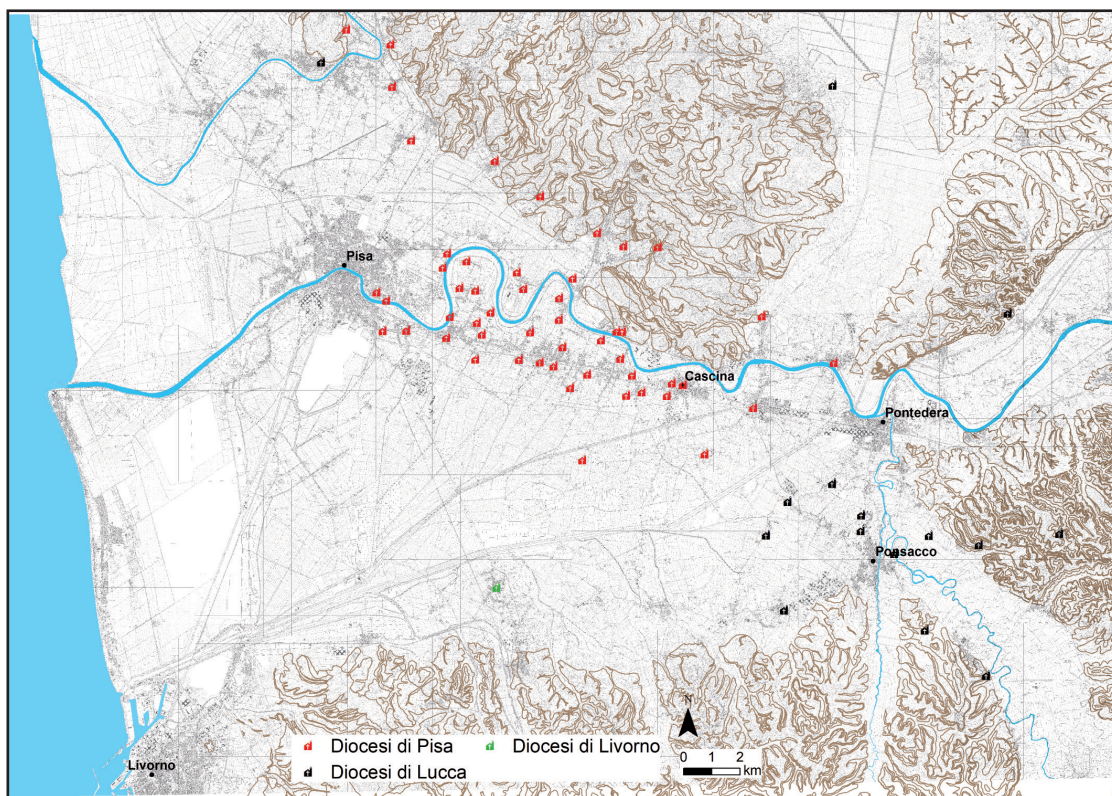 Pisa
Cascina
Pontedera
Ponsacco
Livorno
N
Diocesi di Pisa
Diocesi di Livorno
Diocesi di Lucca
0 1 2
km